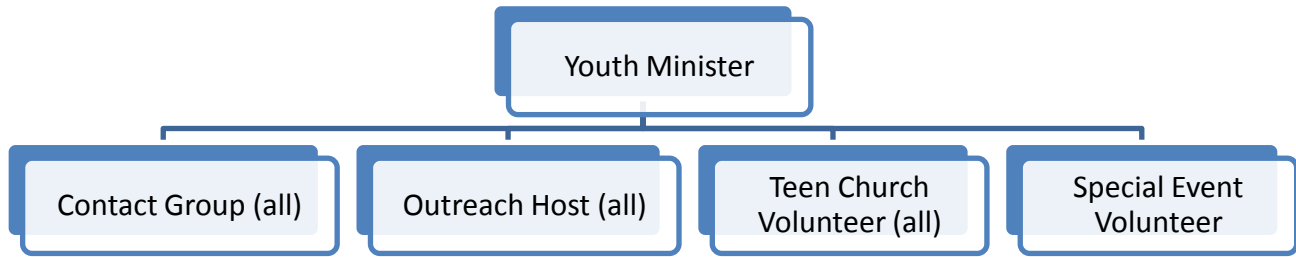 Youth Minister
Contact Group (all)
Outreach Host (all)
Teen Church
Volunteer (all)
Special Event
Volunteer